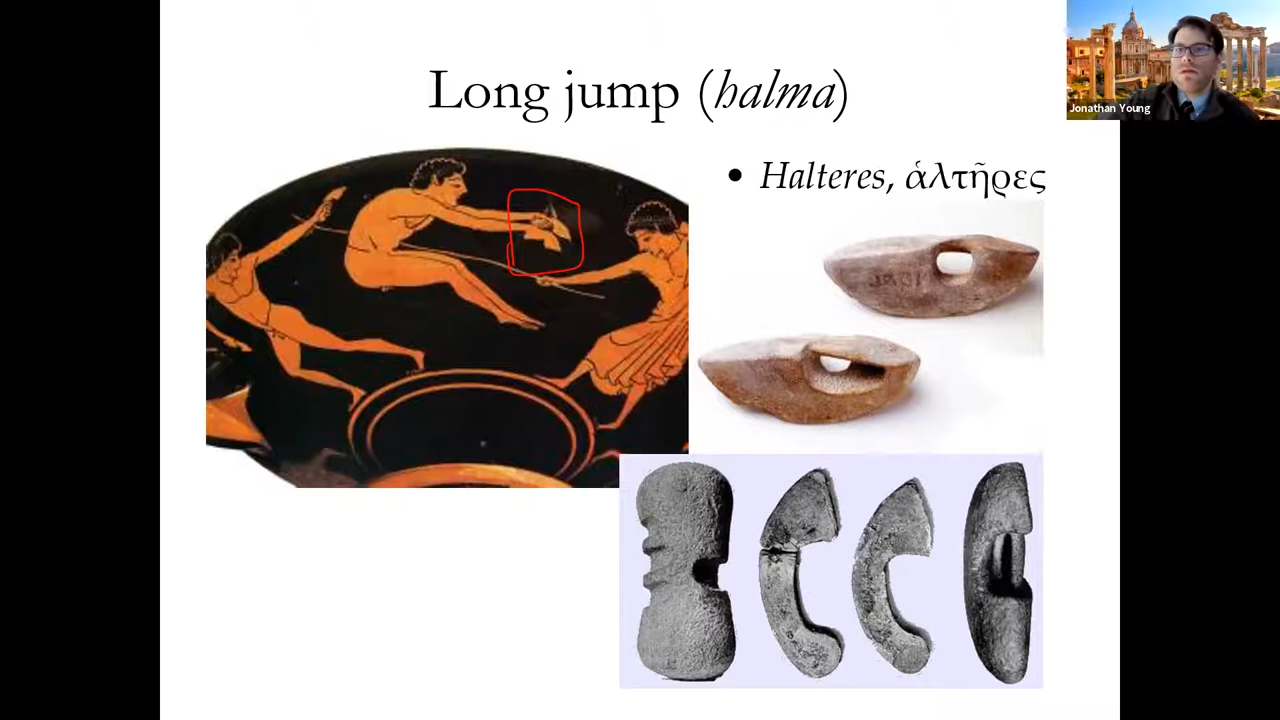 Long jump (halma)
Jonathan Young
• Halteres, ἁλτῆρες